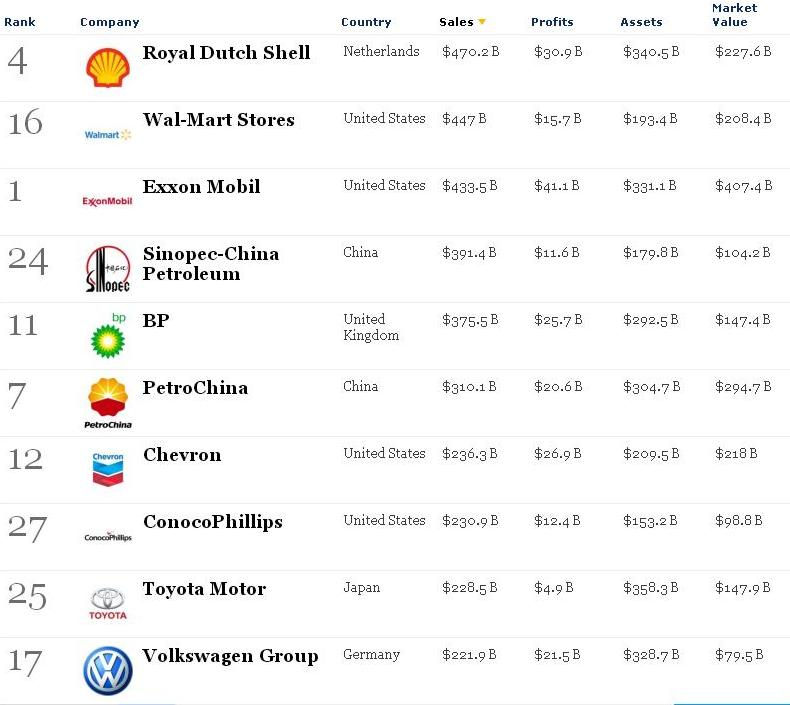 Rank Company Country Sales Profits Assets Market Value
4 Royal Dutch Shell Netherlands $470.2 B $30.9 B $340.5 B $227.6 B
16 Walmart Wal-Mart Stores United States $447 B $15.7 B $193.4 B $208.4 B
1 ExxonMobil Exxon Mobil United States $433.5 B $41.1 B $331.1 B $407.4 B
24 SINOPEC Sinopec-China Petroleum China $391.4 B $11.6 B $179.8 B $104.2 B
11 bp BP United Kingdom $375.5 B $25.7 B $292.5 B $147.4 B
7 PetroChina PetroChina China $310.1 B $20.6 B $304.7 B $294.7 B
12 Chevron Chevron United States $236.3 B $26.9 B $209.5 B $218 B
27 ConocoPhillips ConocoPhillips United States $230.9 B $12.4 B $153.2 B $98.8 B
25 TOYOTA Toyota Motor Japan $228.5 B $4.9 B $358.3 B $147.9 B
17 VW Volkswagen Group Germany $221.9 B $21.5 B $328.7 B $79.5 B